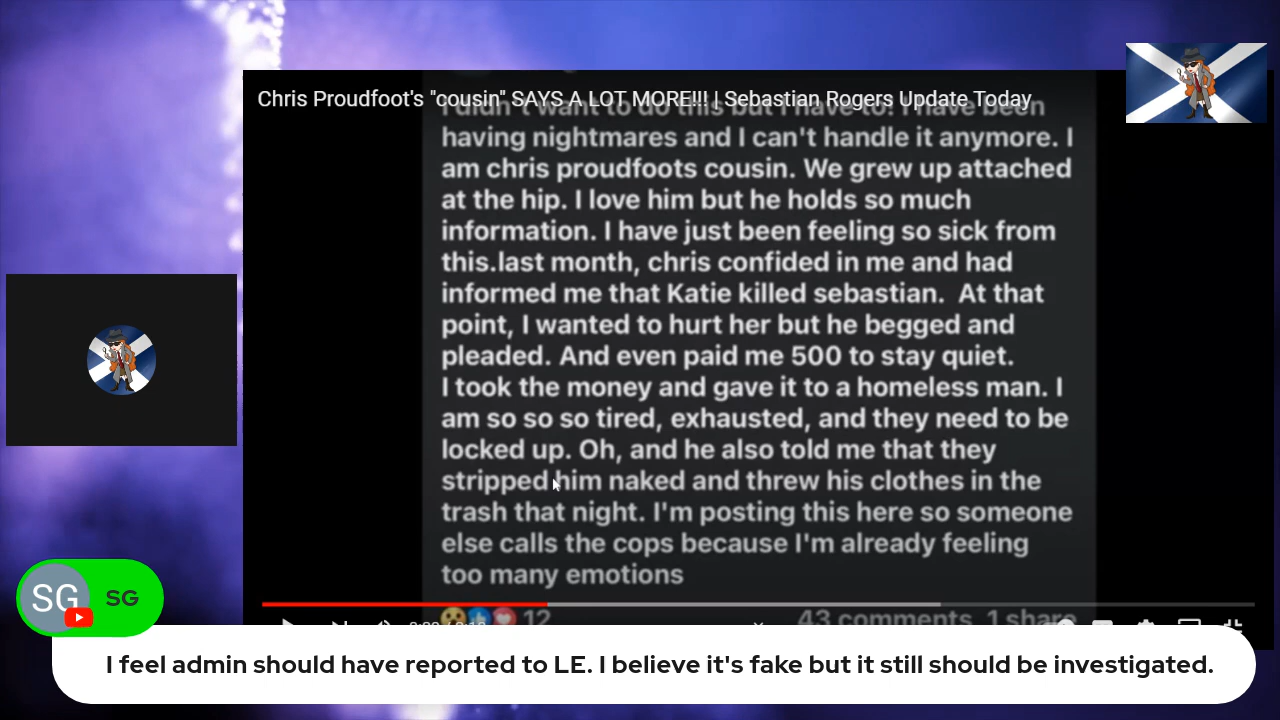 Chris Proudfoot's "cousin" SAYS A LOT MORE!!! | Sebastian Rogers Update Today
I didn't want to do this but I have to! I have been
having nightmares and I can't handle it anymore. I
am chris proudfoots cousin. We grew up attached
at the hip. I love him but he holds so much
information. I have just been feeling so sick from
this.last month, chris confided in me and had
informed me that Katie killed sebastian.  At that
point, I wanted to hurt her but he begged and
pleaded. And even paid me 500 to stay quiet.
I took the money and gave it to a homeless man. I
am so so so tired, exhausted, and they need to be
locked up. Oh, and he also told me that they
stripped him naked and threw his clothes in the
trash that night. I'm posting this here so someone
else calls the cops because I'm already feeling
too many emotions
12
43 comments 1 share
SG
SG
I feel admin should have reported to LE. I believe it's fake but it still should be investigated.